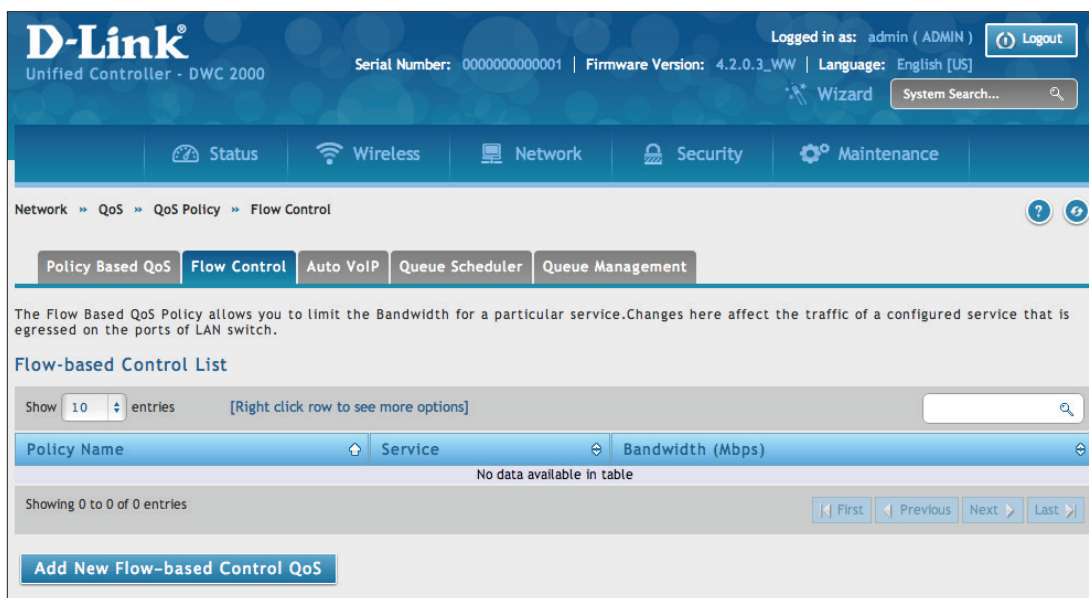 D-Link®
Unified Controller - DWC 2000
Logged in as: admin ( ADMIN )
Logout
Serial Number: 0000000000001 | Firmware Version: 4.2.0.3_WW | Language: English [US]
Wizard
System Search...
Status
Wireless
Network
Security
Maintenance
Network » QoS » QoS Policy » Flow Control
?
Policy Based QoS
Flow Control
Auto VoIP
Queue Scheduler
Queue Management
The Flow Based QoS Policy allows you to limit the Bandwidth for a particular service.Changes here affect the traffic of a configured service that is
egressed on the ports of LAN switch.
Flow-based Control List
Show 10 entries
[Right click row to see more options]
Policy Name
Service
Bandwidth (Mbps)
No data available in table
Showing 0 to 0 of 0 entries
First
Previous
Next
Last
Add New Flow-based Control QoS